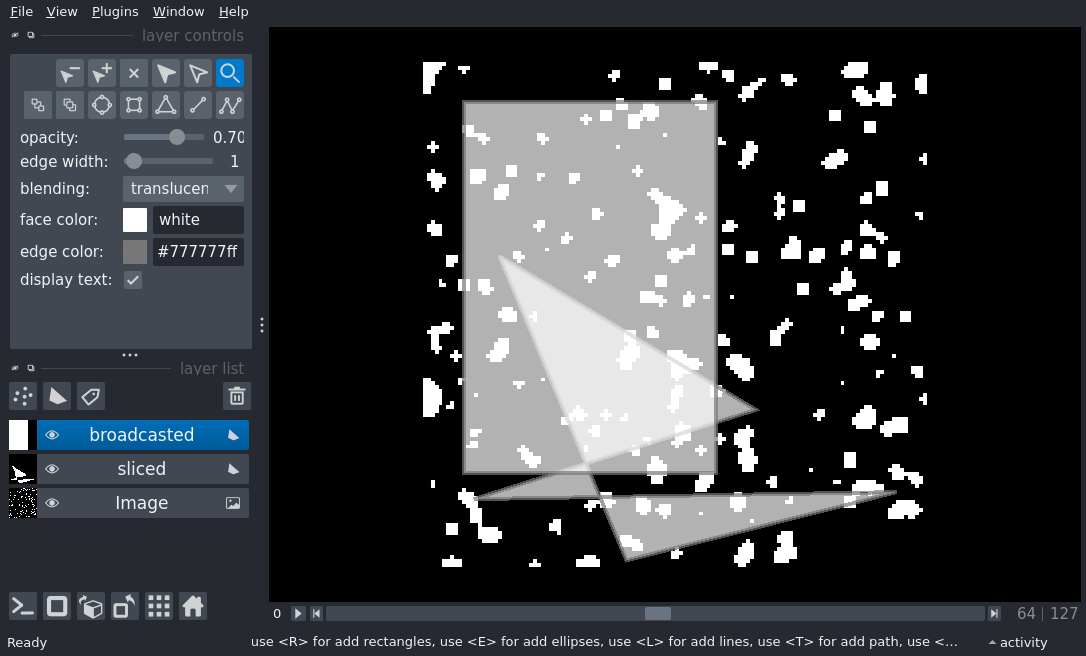 File View Plugins Window Help
layer controls
opacity: 0.70
edge width: 1
blending: translucen
face color: white
edge color: #777777ff
display text:
layer list
broadcasted
sliced
Image
0 64 127
Ready use <R> for add rectangles, use <E> for add ellipses, use <L> for add lines, use <T> for add path, use <... activity